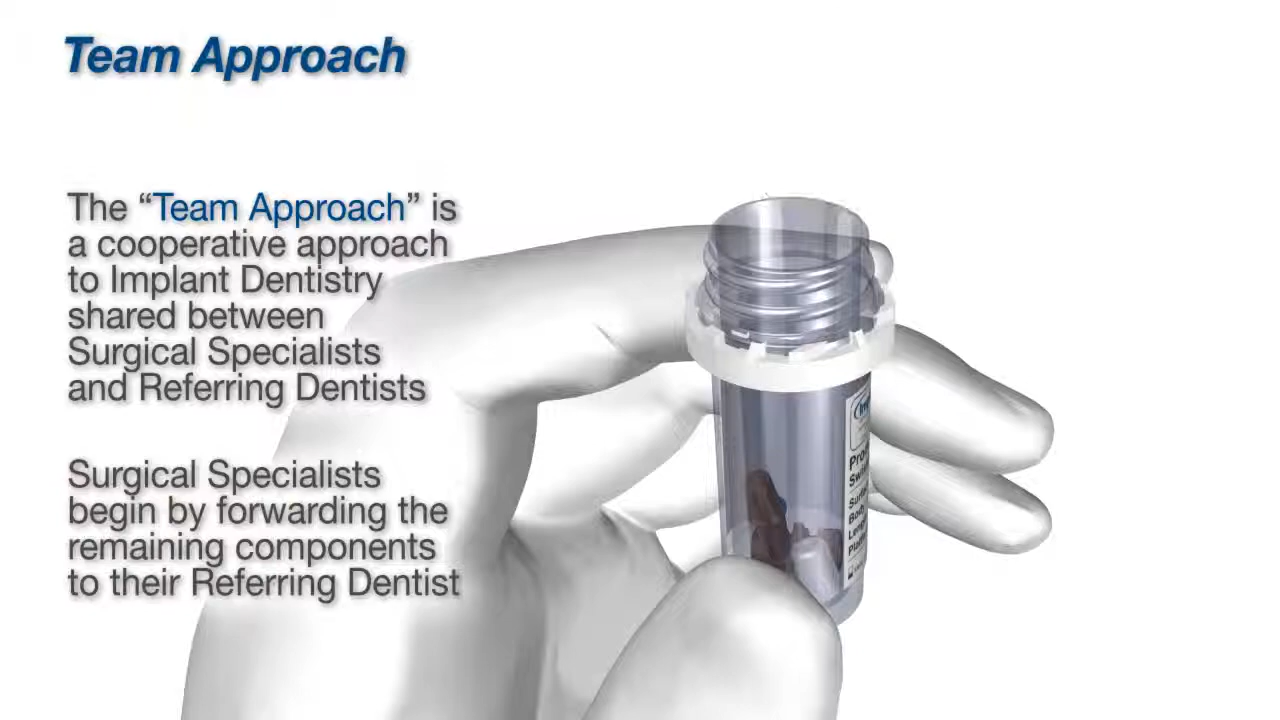 Team Approach
The “Team Approach” is
a cooperative approach
to Implant Dentistry
shared between
Surgical Specialists
and Referring Dentists
Surgical Specialists
begin by forwarding the
remaining components
to their Referring Dentist